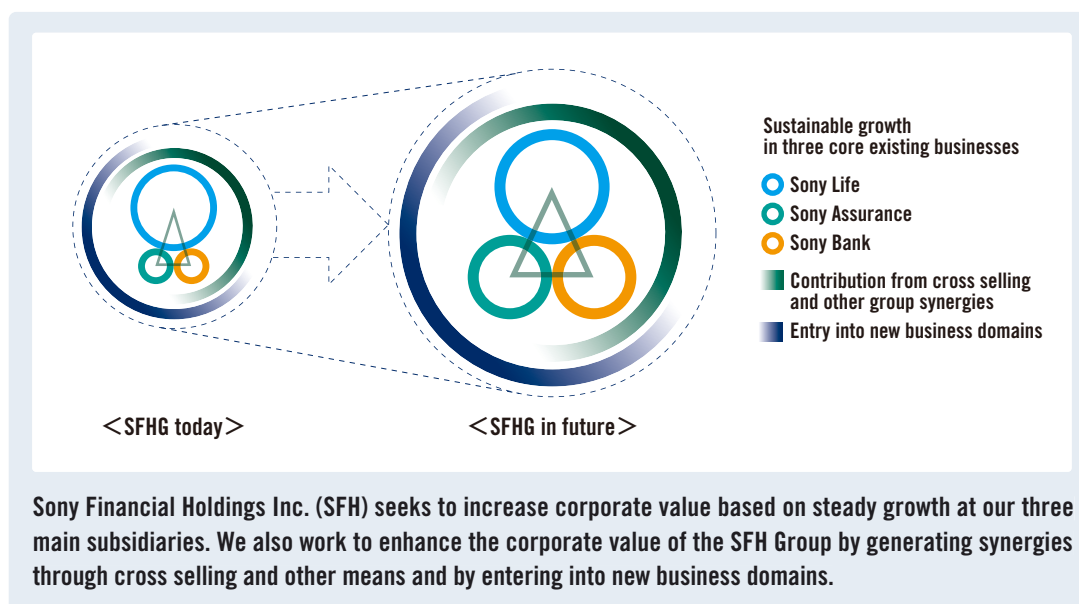 Sustainable growth
in three core existing businesses
Sony Life
Sony Assurance
Sony Bank
Contribution from cross selling
and other group synergies
Entry into new business domains
<SFHG today>
<SFHG in future>
Sony Financial Holdings Inc. (SFH) seeks to increase corporate value based on steady growth at our three
main subsidiaries. We also work to enhance the corporate value of the SFH Group by generating synergies
through cross selling and other means and by entering into new business domains.